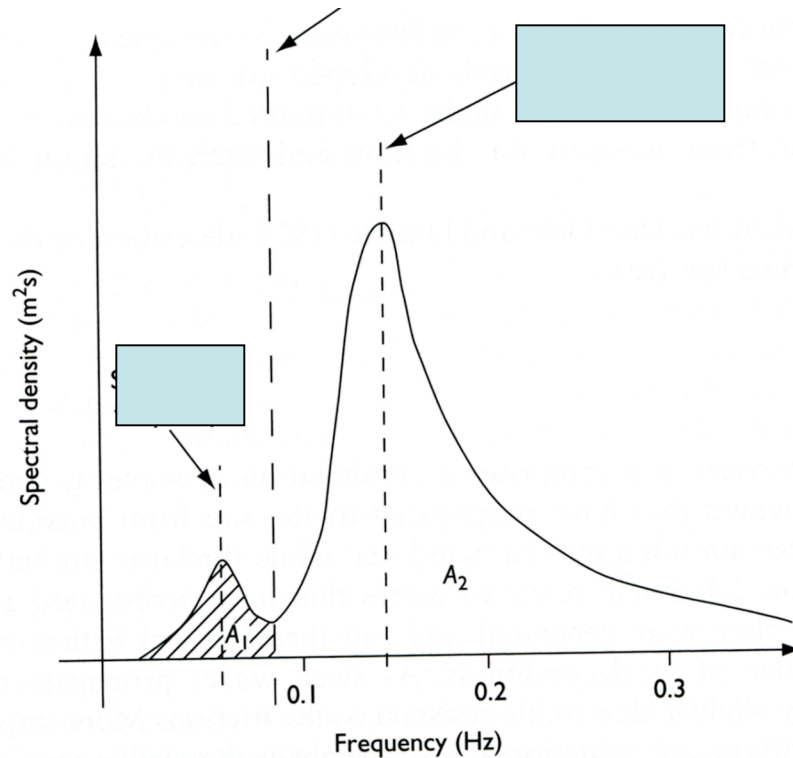 Spectral density (m²s)
A₁
A₂
0.1
0.2
0.3
Frequency (Hz)